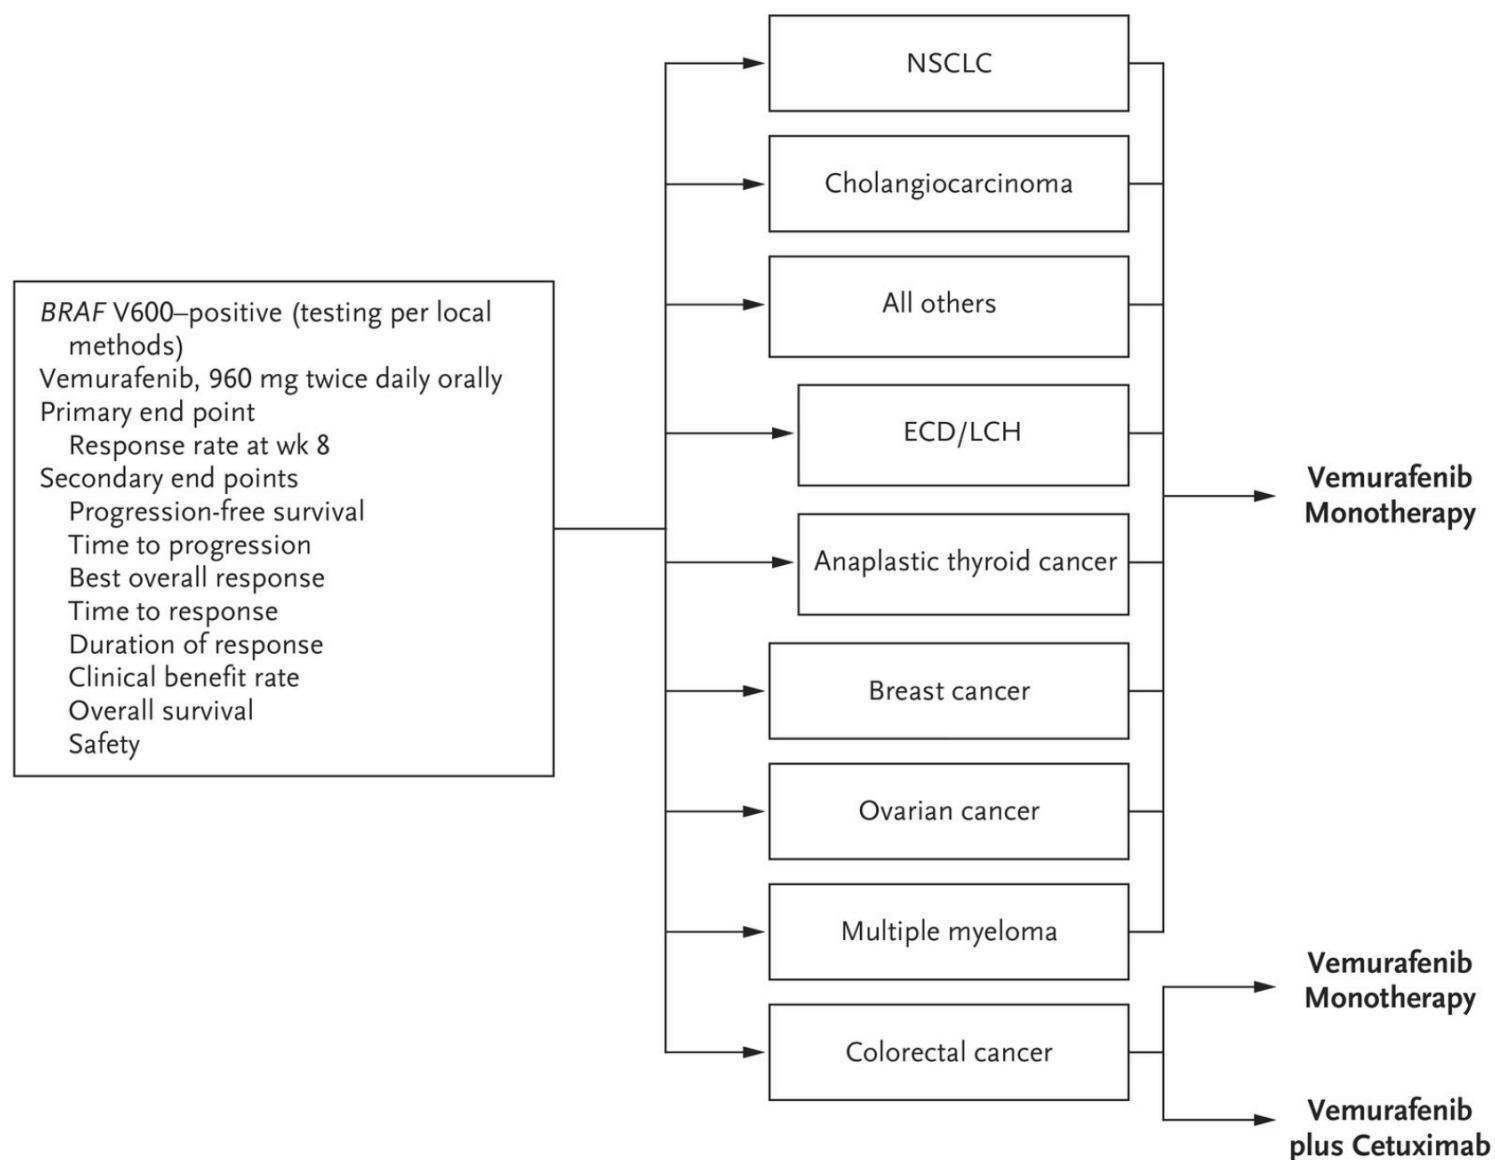 BRAF V600–positive (testing per local
methods)
Vemurafenib, 960 mg twice daily orally
Primary end point
Response rate at wk 8
Secondary end points
Progression-free survival
Time to progression
Best overall response
Time to response
Duration of response
Clinical benefit rate
Overall survival
Safety
NSCLC
Cholangiocarcinoma
All others
ECD/LCH
Anaplastic thyroid cancer
Breast cancer
Ovarian cancer
Multiple myeloma
Colorectal cancer
Vemurafenib
Monotherapy
Vemurafenib
Monotherapy
Vemurafenib
plus Cetuximab